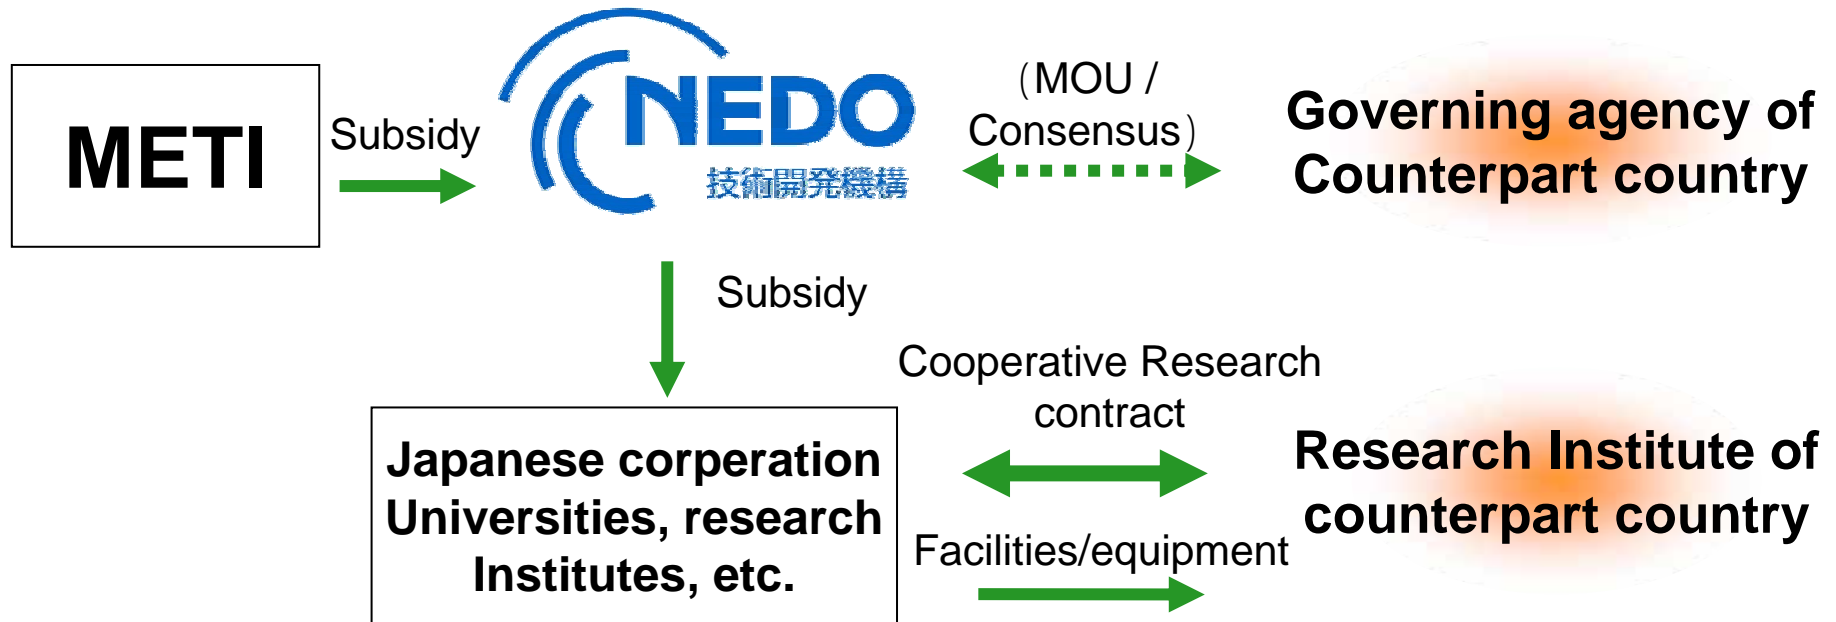 METI
Subsidy
NEDO
技術開発機構
（MOU /
Consensus）
Governing agency of
Counterpart country
Subsidy
Cooperative Research
contract
Japanese corperation
Universities, research
Institutes, etc.
Facilities/equipment
Research Institute of
counterpart country